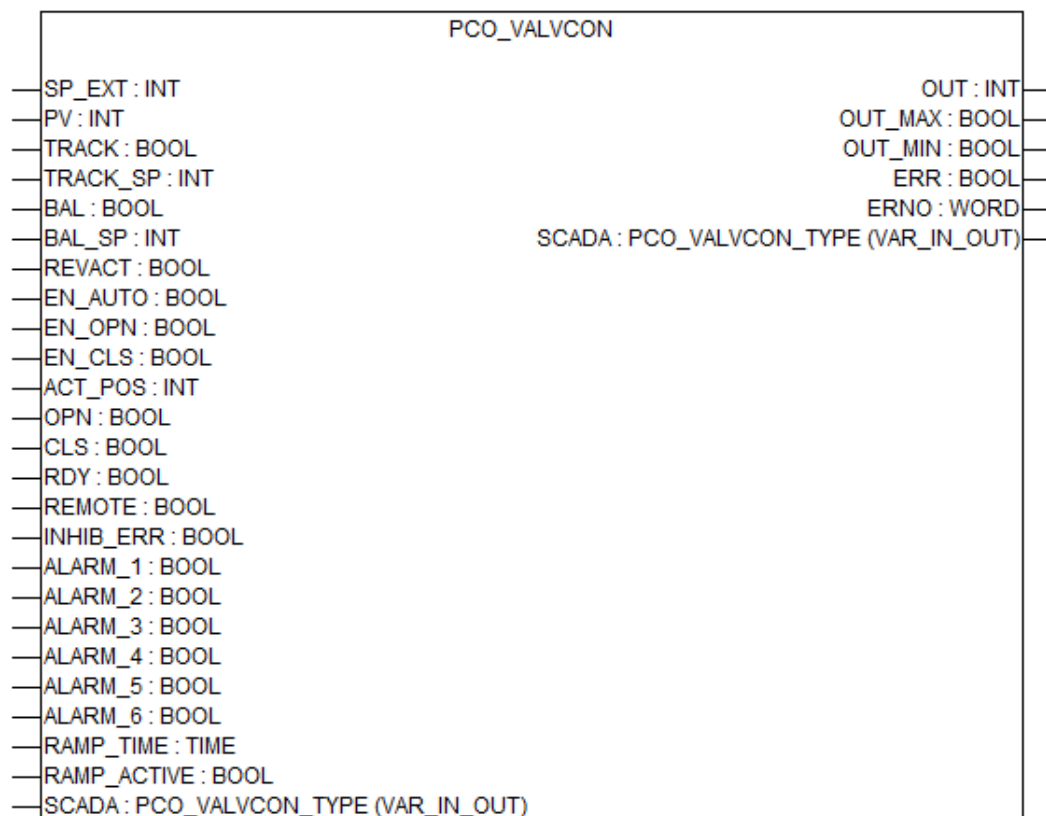 PCO_VALVCON
SP_EXT : INT
OUT : INT
PV : INT
OUT_MAX : BOOL
TRACK : BOOL
OUT_MIN : BOOL
TRACK_SP : INT
ERR : BOOL
BAL : BOOL
ERNO : WORD
BAL_SP : INT
SCADA : PCO_VALVCON_TYPE (VAR_IN_OUT)
REVACT : BOOL
EN_AUTO : BOOL
EN_OPN : BOOL
EN_CLS : BOOL
ACT_POS : INT
OPN : BOOL
CLS : BOOL
RDY : BOOL
REMOTE : BOOL
INHIB_ERR : BOOL
ALARM_1 : BOOL
ALARM_2 : BOOL
ALARM_3 : BOOL
ALARM_4 : BOOL
ALARM_5 : BOOL
ALARM_6 : BOOL
RAMP_TIME : TIME
RAMP_ACTIVE : BOOL
SCADA : PCO_VALVCON_TYPE (VAR_IN_OUT)